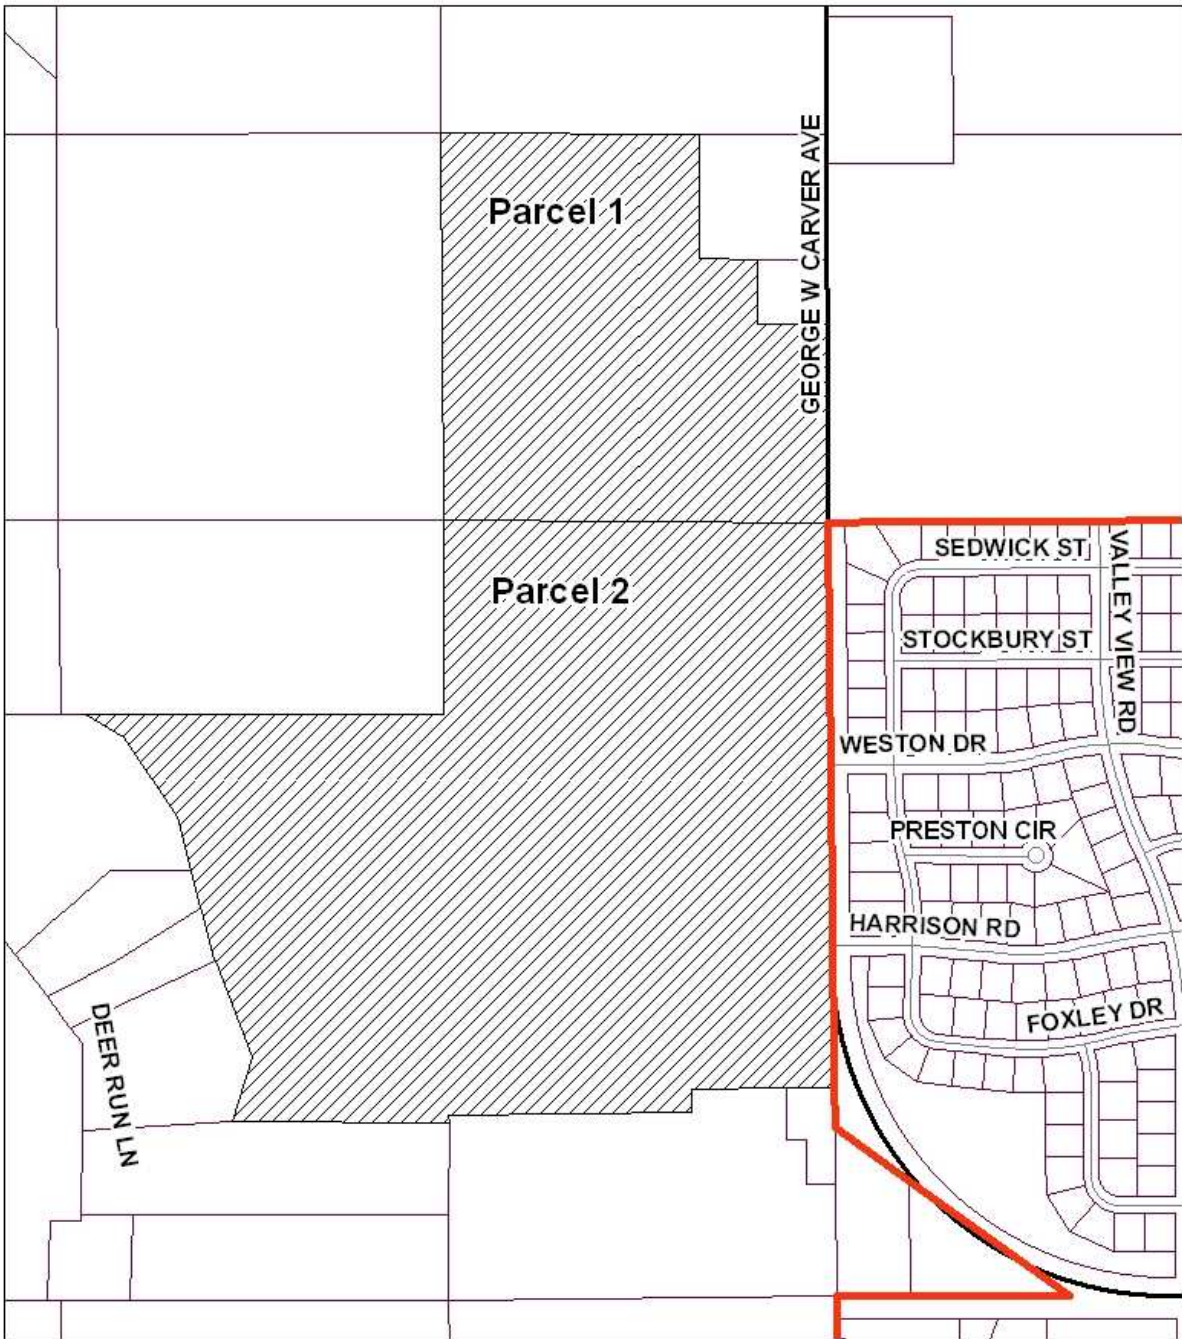 Parcel 1
GEORGE W CARVER AVE
Parcel 2
SEDWICK ST
VALLEY VIEW RD
STOCKBURY ST
WESTON DR
PRESTON CIR
HARRISON RD
FOXLEY DR
DEER RUN LN